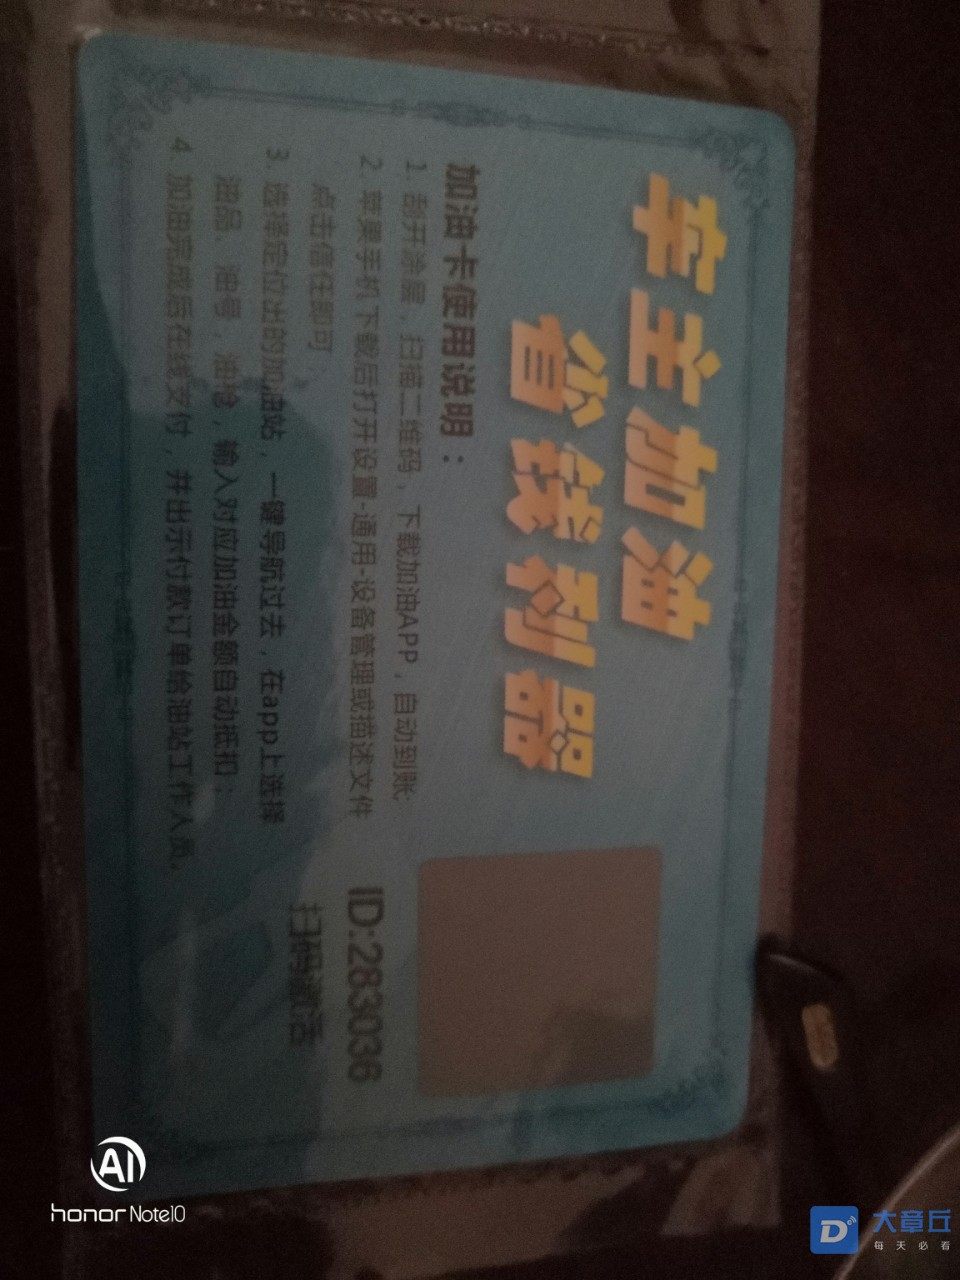 车主加油
省钱利器
加油卡使用说明：
1. 刮开涂层，扫描二维码，下载加油APP，自动到账;
2. 苹果手机下载后打开设置-通用-设备管理或描述文件
点击信任即可
3. 选择定位出的加油站，一键导航过去，在app上选择
油品、油号，油枪，输入对应加油金额自动抵扣；
4. 加油完成后在线支付，并出示付款订单给油站工作人员.
ID:283036
扫码激活
AI
honor Note10
D
大章丘
每天必看